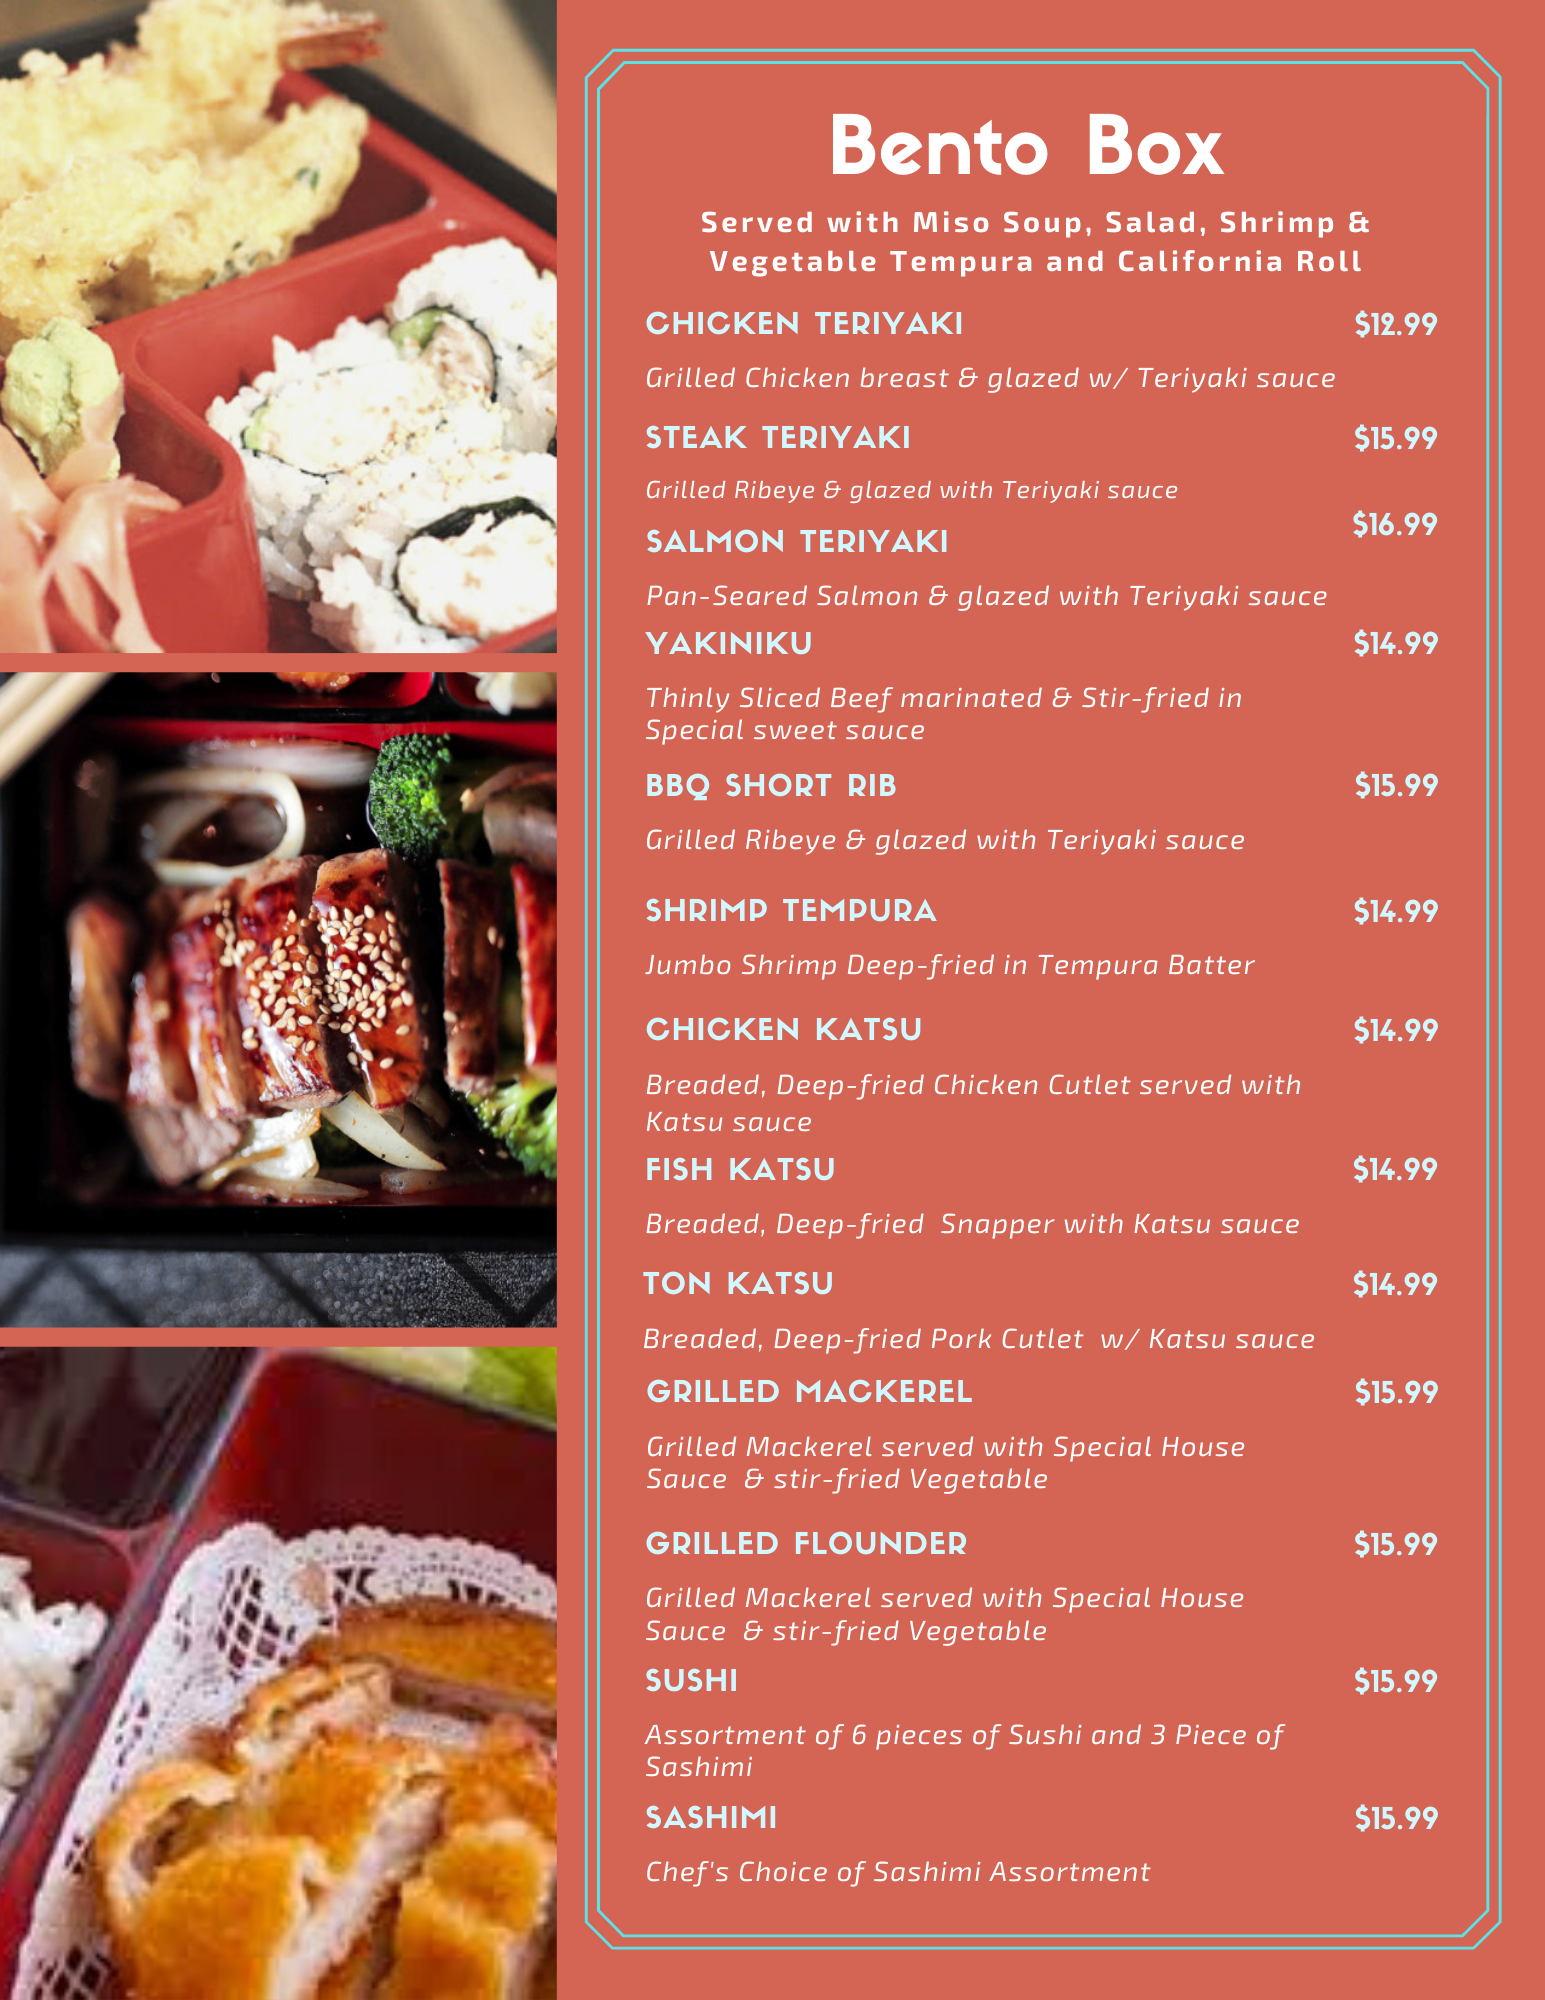 Bento Box
Served with Miso Soup, Salad, Shrimp &
Vegetable Tempura and California Roll
CHICKEN TERIYAKI $12.99
Grilled Chicken breast & glazed w/ Teriyaki sauce
STEAK TERIYAKI $15.99
Grilled Ribeye & glazed with Teriyaki sauce
SALMON TERIYAKI $16.99
Pan-Seared Salmon & glazed with Teriyaki sauce
YAKINIKU $14.99
Thinly Sliced Beef marinated & Stir-fried in
Special sweet sauce
BBQ SHORT RIB $15.99
Grilled Ribeye & glazed with Teriyaki sauce
SHRIMP TEMPURA $14.99
Jumbo Shrimp Deep-fried in Tempura Batter
CHICKEN KATSU $14.99
Breaded, Deep-fried Chicken Cutlet served with
Katsu sauce
FISH KATSU $14.99
Breaded, Deep-fried Snapper with Katsu sauce
TON KATSU $14.99
Breaded, Deep-fried Pork Cutlet w/ Katsu sauce
GRILLED MACKEREL $15.99
Grilled Mackerel served with Special House
Sauce & stir-fried Vegetable
GRILLED FLOUNDER $15.99
Grilled Mackerel served with Special House
Sauce & stir-fried Vegetable
SUSHI $15.99
Assortment of 6 pieces of Sushi and 3 Piece of
Sashimi
SASHIMI $15.99
Chef's Choice of Sashimi Assortment